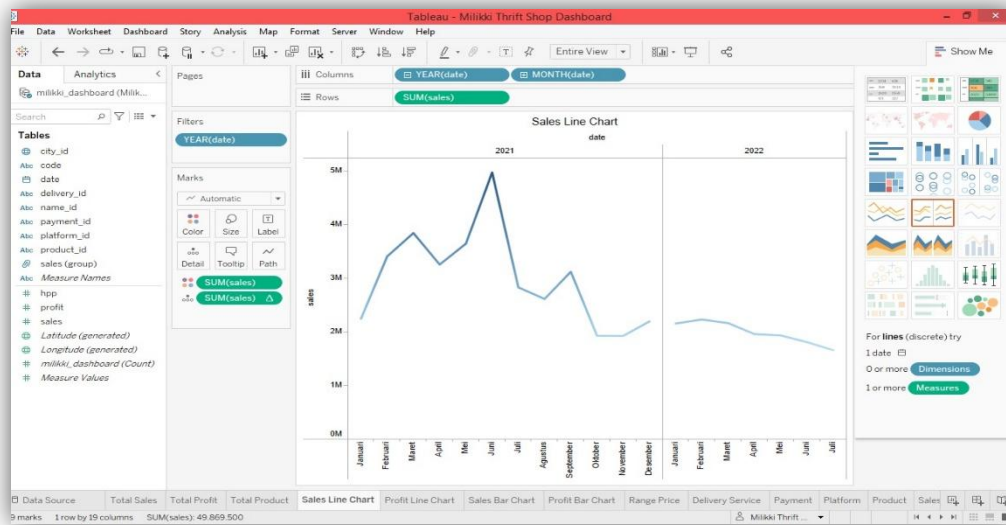 Tableau - Milikki Thrift Shop Dashboard
File Data Worksheet Dashboard Story Analysis Map Format Server Window Help
Entire View
Show Me
Data Analytics
milikki_dashboard (Milik...
Search
Tables
city_id
Abc code
date
Abc delivery_id
Abc name_id
Abc payment_id
Abc platform_id
Abc product_id
sales (group)
Abc Measure Names
# hpp
# profit
# sales
Latitude (generated)
Longitude (generated)
# milikki_dashboard (Count)
# Measure Values
Pages
Filters
YEAR(date)
Marks
Automatic
Color Size Label
Detail Tooltip Path
SUM(sales)
SUM(sales) Δ
Columns YEAR(date) MONTH(date)
Rows SUM(sales)
Sales Line Chart
date
2021 2022
5M
4M
3M
2M
1M
0M
sales
Januari Februari Maret April Mei Juni Juli Agustus September Oktober November Desember Januari Februari Maret April Mei Juni Juli
For lines (discrete) try
1 date
0 or more Dimensions
1 or more Measures
Data Source Total Sales Total Profit Total Product Sales Line Chart Profit Line Chart Sales Bar Chart Profit Bar Chart Range Price Delivery Service Payment Platform Product Sales
9 marks 1 row by 19 columns SUM(sales): 49.869.500 Milikki Thrift ...